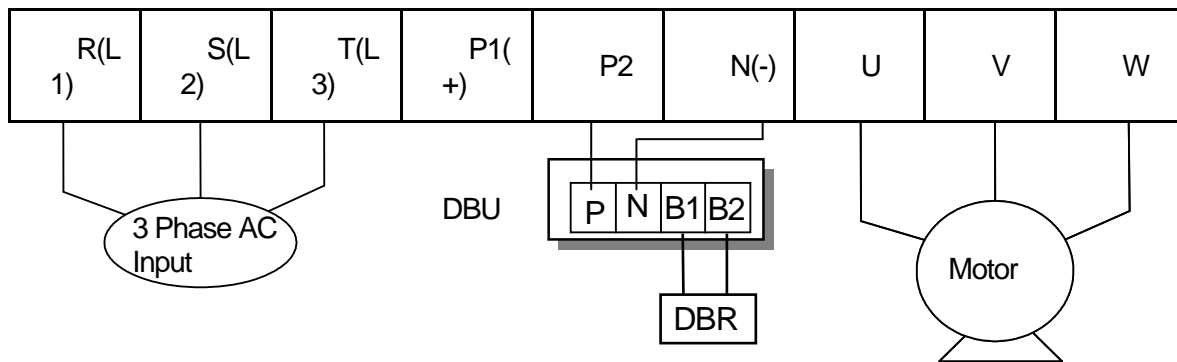 R(L
1)
S(L
2)
T(L
3)
P1(
+)
P2
N(-)
U
V
W
3 Phase AC
Input
DBU
P N B1 B2
DBR
Motor